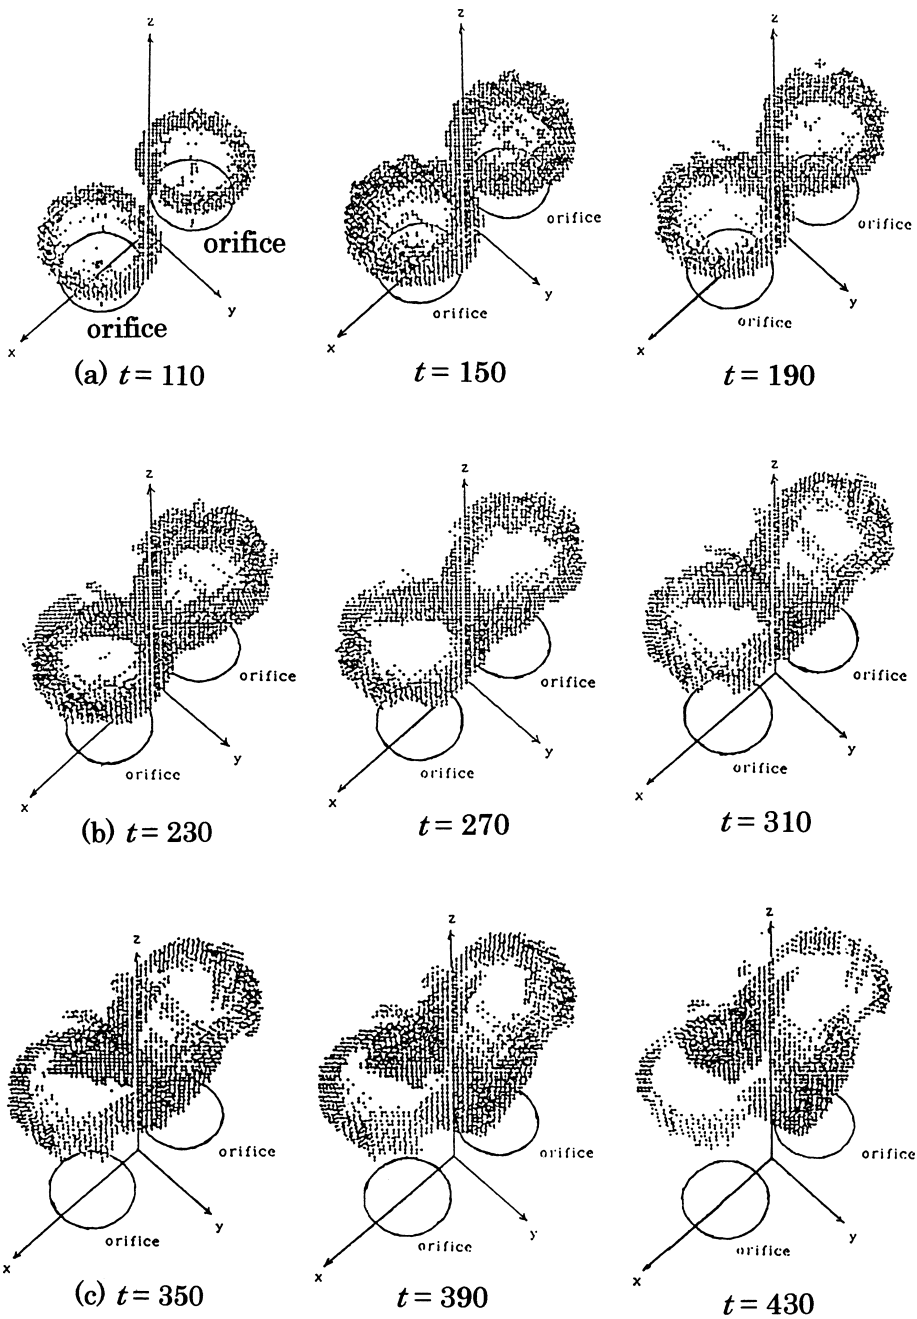 z
orifice
y
orifice
x
(a) t = 110
z
orifice
y
orifice
x
t = 150
z
orifice
y
orifice
x
t = 190
z
orifice
y
orifice
x
(b) t = 230
z
orifice
y
orifice
x
t = 270
z
orifice
y
orifice
x
t = 310
z
orifice
y
orifice
x
(c) t = 350
z
orifice
y
orifice
x
t = 390
z
orifice
y
orifice
x
t = 430